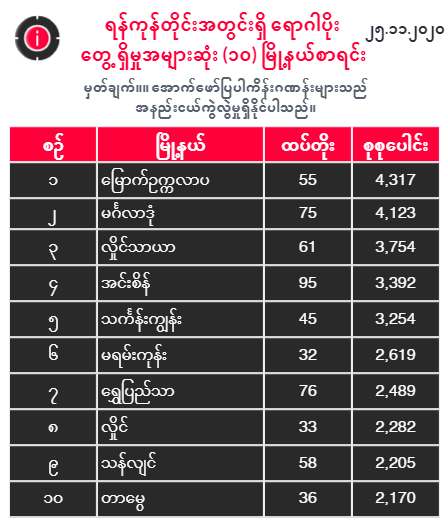 ရန်ကုန်တိုင်းအတွင်းရှိ ရောဂါပိုး ၂၅.၁၁.၂၀၂၀
တွေ့ရှိမှုအများဆုံး (၁၀) မြို့နယ်စာရင်း
မှတ်ချက်။ ။ အောက်ဖော်ပြပါကိန်းဂဏန်းများသည်
အနည်းငယ်ကွဲလွဲမှုရှိနိုင်ပါသည်။
စဉ် မြို့နယ် ထပ်တိုး စုစုပေါင်း
၁ မြောက်ဥက္ကလာပ 55 4,317
၂ မင်္ဂလာဒုံ 75 4,123
၃ လှိုင်သာယာ 61 3,754
၄ အင်းစိန် 95 3,392
၅ သင်္ကန်းကျွန်း 45 3,254
၆ မရမ်းကုန်း 32 2,619
၇ ရွှေပြည်သာ 76 2,489
၈ လှိုင် 33 2,282
၉ သန်လျင် 58 2,205
၁၀ တာမွေ 36 2,170